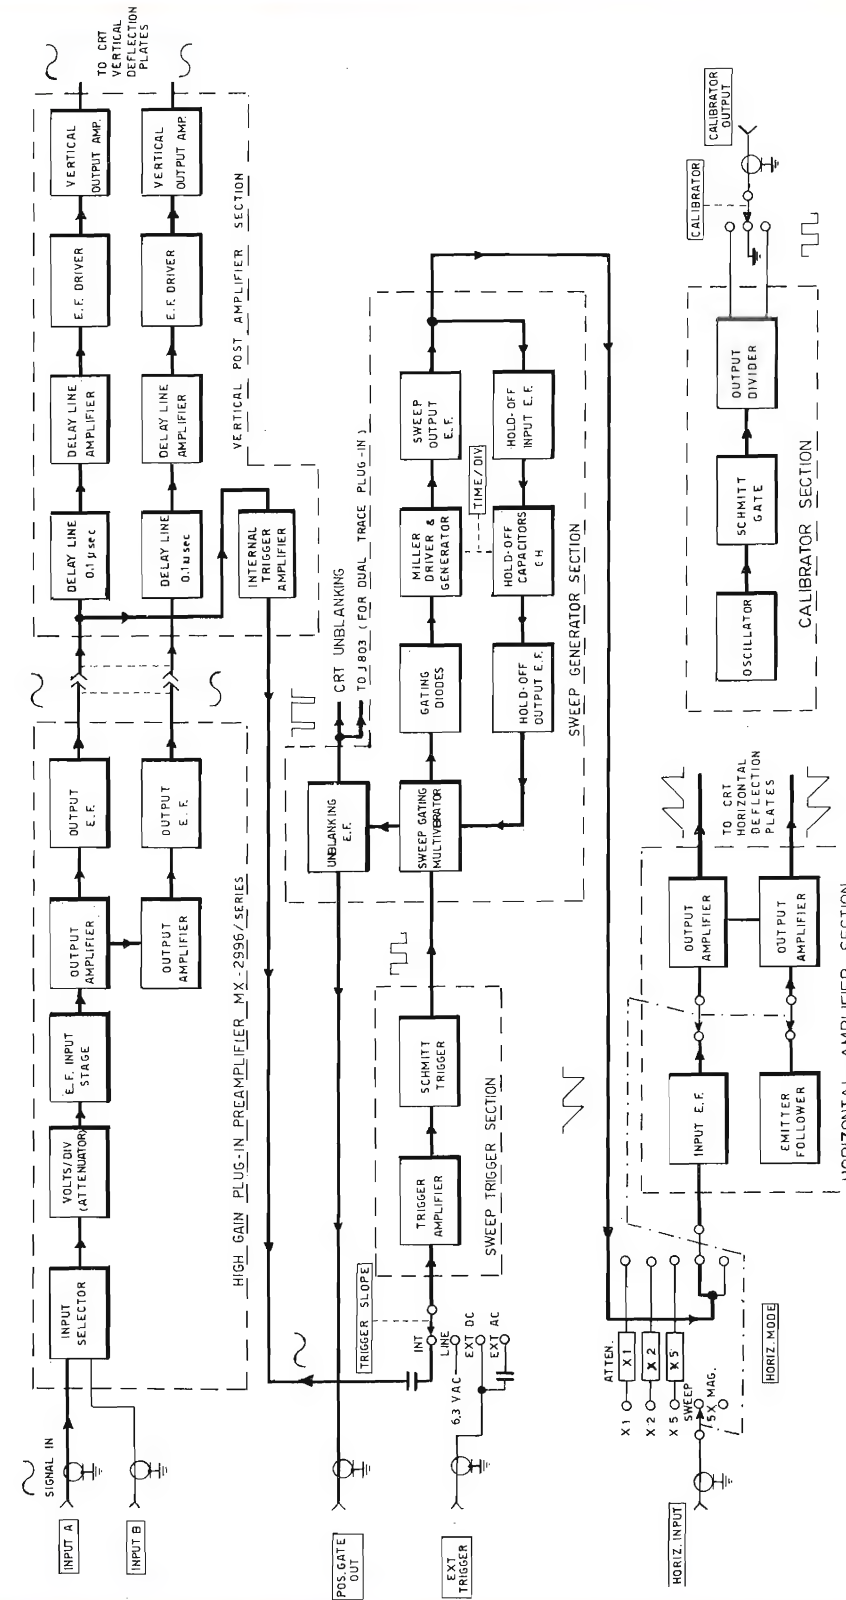 INPUT A
SIGNAL IN
INPUT B
INPUT
SELECTOR
VOLTS/DIV
(ATTENUATOR)
E.F. INPUT
STAGE
OUTPUT
AMPLIFIER
OUTPUT
AMPLIFIER
OUTPUT
E.F.
OUTPUT
E.F.
HIGH GAIN PLUG-IN PREAMPLIFIER MX-2996/SERIES
DELAY LINE
0.1 µsec
DELAY LINE
0.1 µsec
DELAY LINE
AMPLIFIER
DELAY LINE
AMPLIFIER
E.F. DRIVER
E.F. DRIVER
VERTICAL
OUTPUT AMP.
VERTICAL
OUTPUT AMP.
TO CRT
VERTICAL
DEFLECTION
PLATES
INTERNAL
TRIGGER
AMPLIFIER
VERTICAL POST AMPLIFIER SECTION
POS. GATE
OUT
UNBLANKING
E.F.
CRT UNBLANKING
TO J803 (FOR DUAL TRACE PLUG-IN)
EXT
TRIGGER
TRIGGER SLOPE
INT
LINE
6.3 VAC
EXT DC
EXT AC
TRIGGER
AMPLIFIER
SCHMITT
TRIGGER
SWEEP TRIGGER SECTION
SWEEP GATING
MULTIVIBRATOR
GATING
DIODES
MILLER
DRIVER &
GENERATOR
SWEEP
OUTPUT
E.F.
TIME/DIV
HOLD-OFF
OUTPUT E.F.
HOLD-OFF
CAPACITORS
CH
HOLD-OFF
INPUT E.F.
SWEEP GENERATOR SECTION
HORIZ. INPUT
ATTEN.
X1
X1
X2
X2
X5
X5
SWEEP
5X MAG.
HORIZ. MODE
INPUT E.F.
EMITTER
FOLLOWER
OUTPUT
AMPLIFIER
OUTPUT
AMPLIFIER
TO CRT
HORIZONTAL
DEFLECTION
PLATES
HORIZONTAL AMPLIFIER SECTION
OSCILLATOR
SCHMITT
GATE
OUTPUT
DIVIDER
CALIBRATOR SECTION
CALIBRATOR
CALIBRATOR
OUTPUT